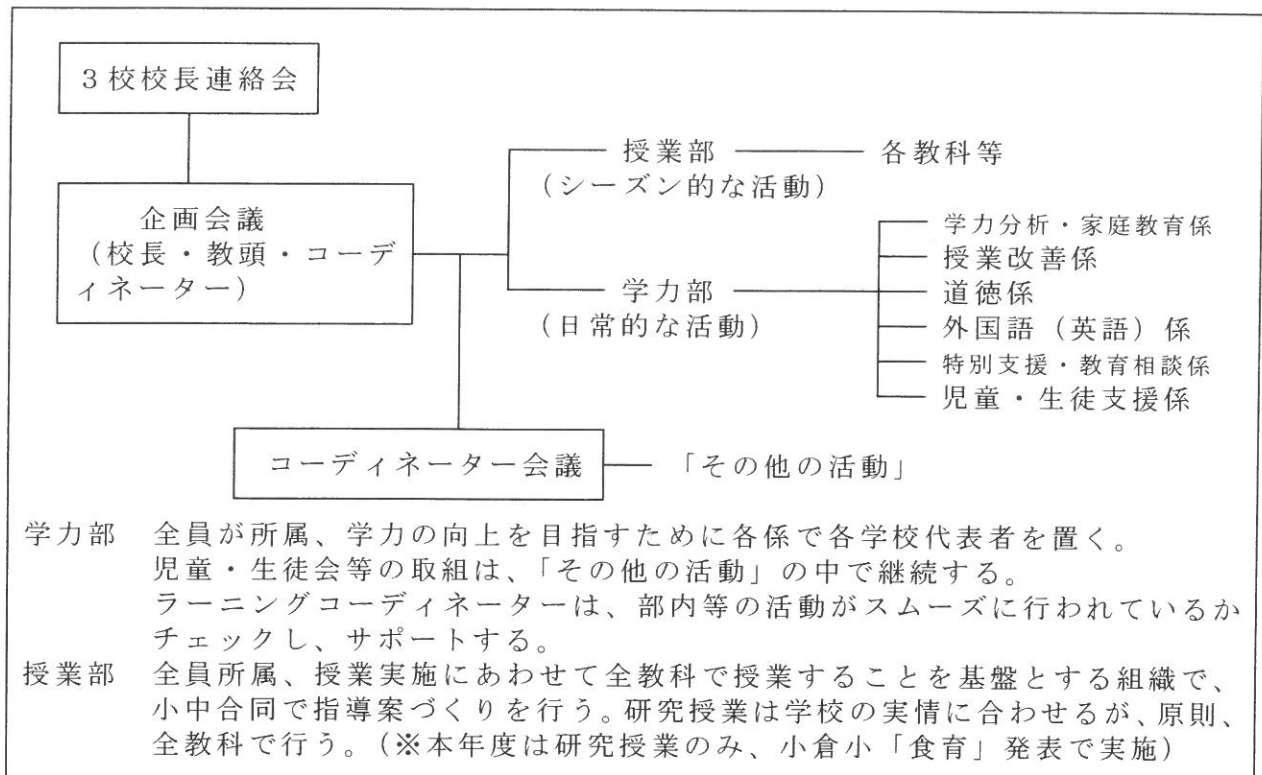 3校校長連絡会
企画会議
(校長・教頭・コーデ
ィネーター)
授業部
(シーズン的な活動)
各教科等
学力部
(日常的な活動)
学力分析・家庭教育係
授業改善係
道徳係
外国語(英語)係
特別支援・教育相談係
児童・生徒支援係
コーディネーター会議
「その他の活動」
学力部 全員が所属、学力の向上を目指すために各係で各学校代表者を置く。
児童・生徒会等の取組は、「その他の活動」の中で継続する。
ラーニングコーディネーターは、部内等の活動がスムーズに行われているか
チェックし、サポートする。
授業部 全員所属、授業実施にあわせて全教科で授業することを基盤とする組織で、
小中合同で指導案づくりを行う。研究授業は学校の実情に合わせるが、原則、
全教科で行う。(※本年度は研究授業のみ、小倉小「食育」発表で実施)